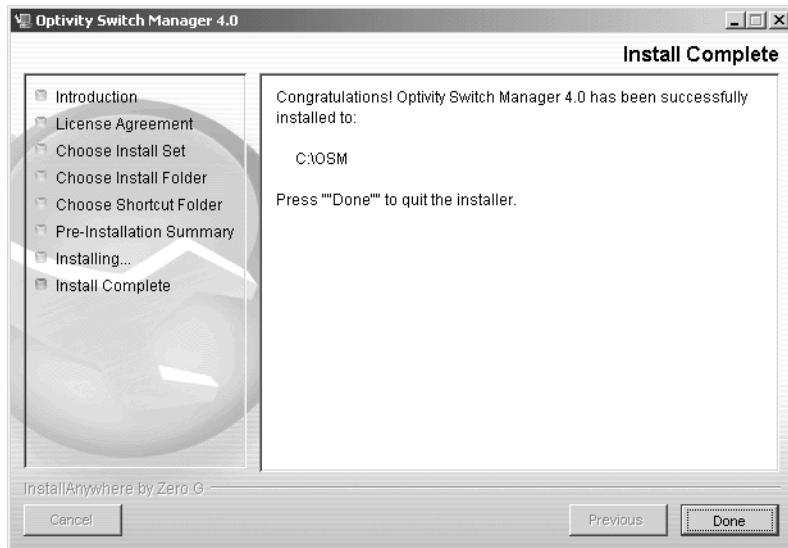 Optivity Switch Manager 4.0
Install Complete
Introduction
License Agreement
Choose Install Set
Choose Install Folder
Choose Shortcut Folder
Pre-Installation Summary
Installing...
Install Complete
Congratulations! Optivity Switch Manager 4.0 has been successfully
installed to:
C:\OSM
Press ""Done"" to quit the installer.
InstallAnywhere by Zero G
Cancel
Previous
Done